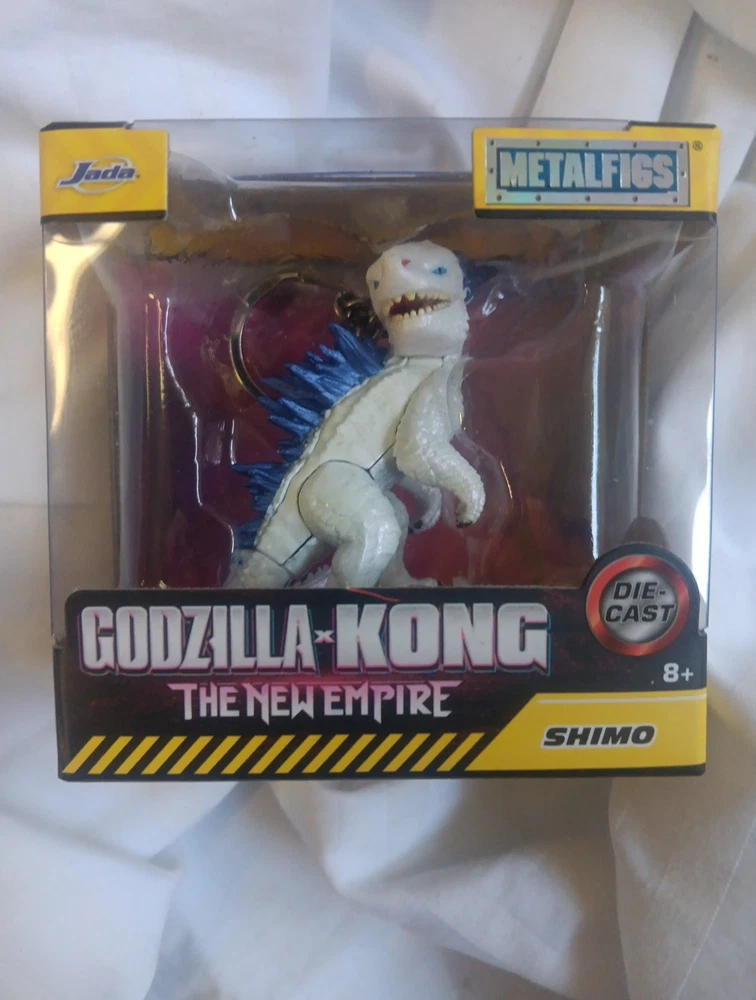 Jada®
METALFIGS®
GODZILLA x KONG
THE NEW EMPIRE
DIE-
CAST
8+
SHIMO